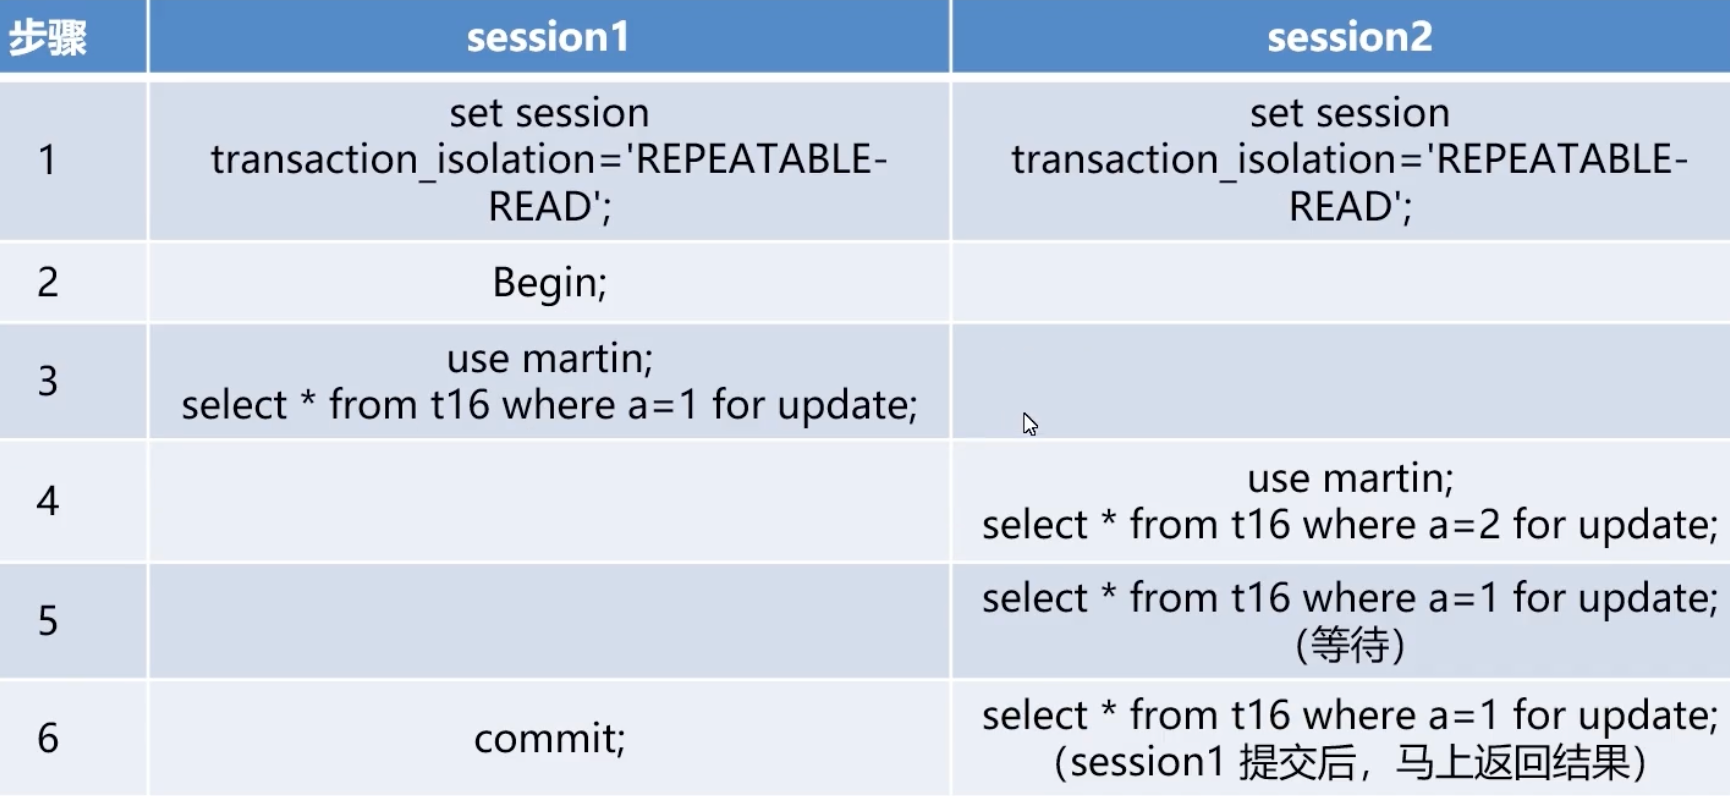 步骤
session1
session2
1
set session
transaction_isolation='REPEATABLE-
READ';
set session
transaction_isolation='REPEATABLE-
READ';
2
Begin;
3
use martin;
select * from t16 where a=1 for update;
4
use martin;
select * from t16 where a=2 for update;
5
select * from t16 where a=1 for update;
（等待）
6
commit;
select * from t16 where a=1 for update;
（session1 提交后，马上返回结果）